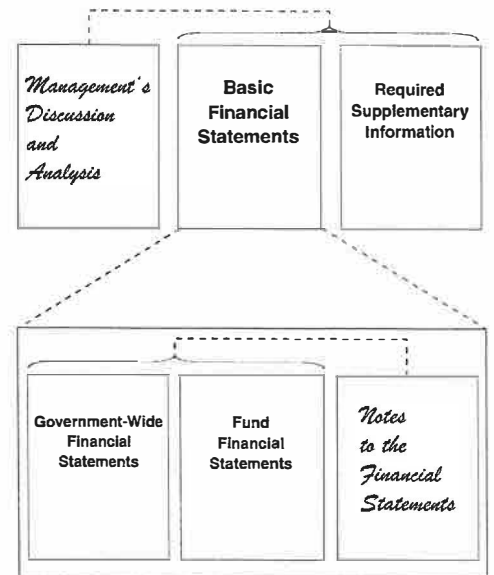 Management's
Discussion
and
Analysis
Basic
Financial
Statements
Required
Supplementary
Information
Government-Wide
Financial
Statements
Fund
Financial
Statements
Notes
to the
Financial
Statements